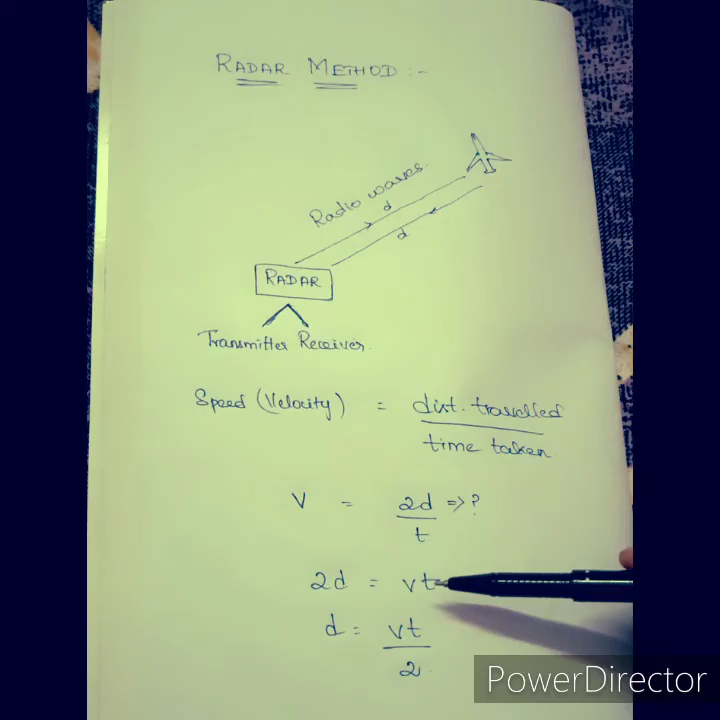 RADAR METHOD :-
Radio waves.
d
d
RADAR
Transmitter Receiver.
Speed (Velocity) = dist. travelled
time taken.
V = 2d => ?
t
2d = vt
d = vt
2
PowerDirector